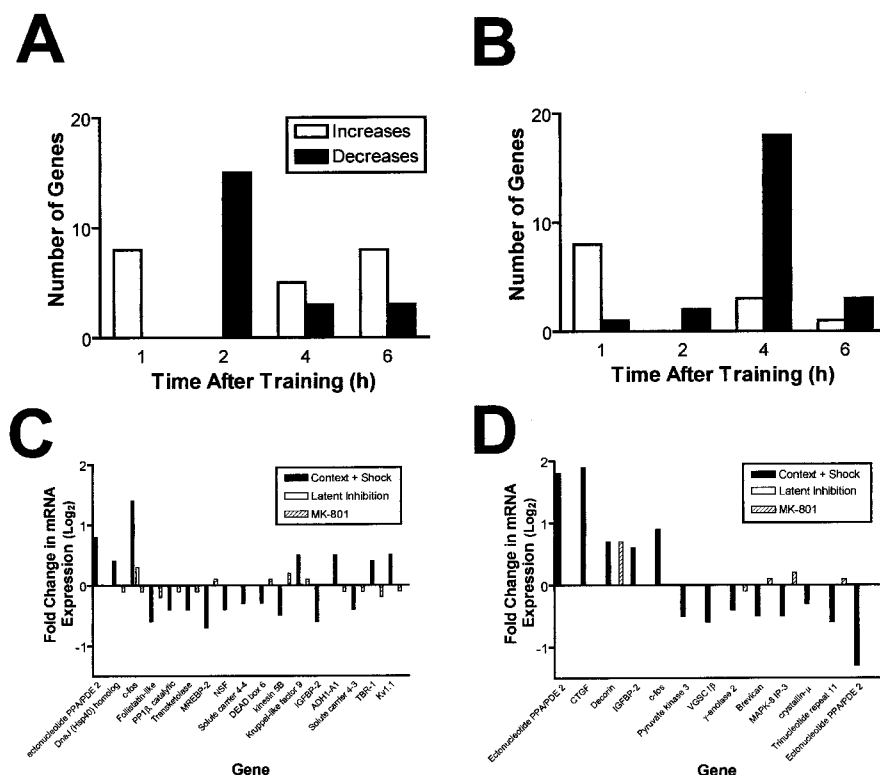 A
20
10
0
Number of Genes
Increases
Decreases
1
2
4
6
Time After Training (h)
B
20
10
0
Number of Genes
1
2
4
6
Time After Training (h)
C
2
1
0
-1
Fold Change in mRNA
Expression (Log2)
Context + Shock
Latent Inhibition
MK-801
ectonucleotide PPA/PDE 2
DnaJ (Hsp40) homolog
c-fos
Follistatin-like
PP1β, catalytic
Transketolase
MREBP-2
NSF
Solute carrier 4-4
DEAD box 6
kinesin 5B
Kruppel-like factor 9
IGFBP-2
ADH1-A1
Solute carrier 4-3
TBR-1
Kv1.1
Gene
D
2
1
0
-1
Fold Change in mRNA
Expression (Log2)
Context + Shock
Latent Inhibition
MK-801
Ectonucleotide PPA/PDE 2
CTGF
Decorin
IGFBP-2
c-fos
Pyruvate kinase 3
VGSC Iβ
γ-enolase 2
Brevican
MAPK-8 IP-3
crystallin-μ
Trinucleotide repeat 11
Ectonucleotide PPA/PDE 2
Gene